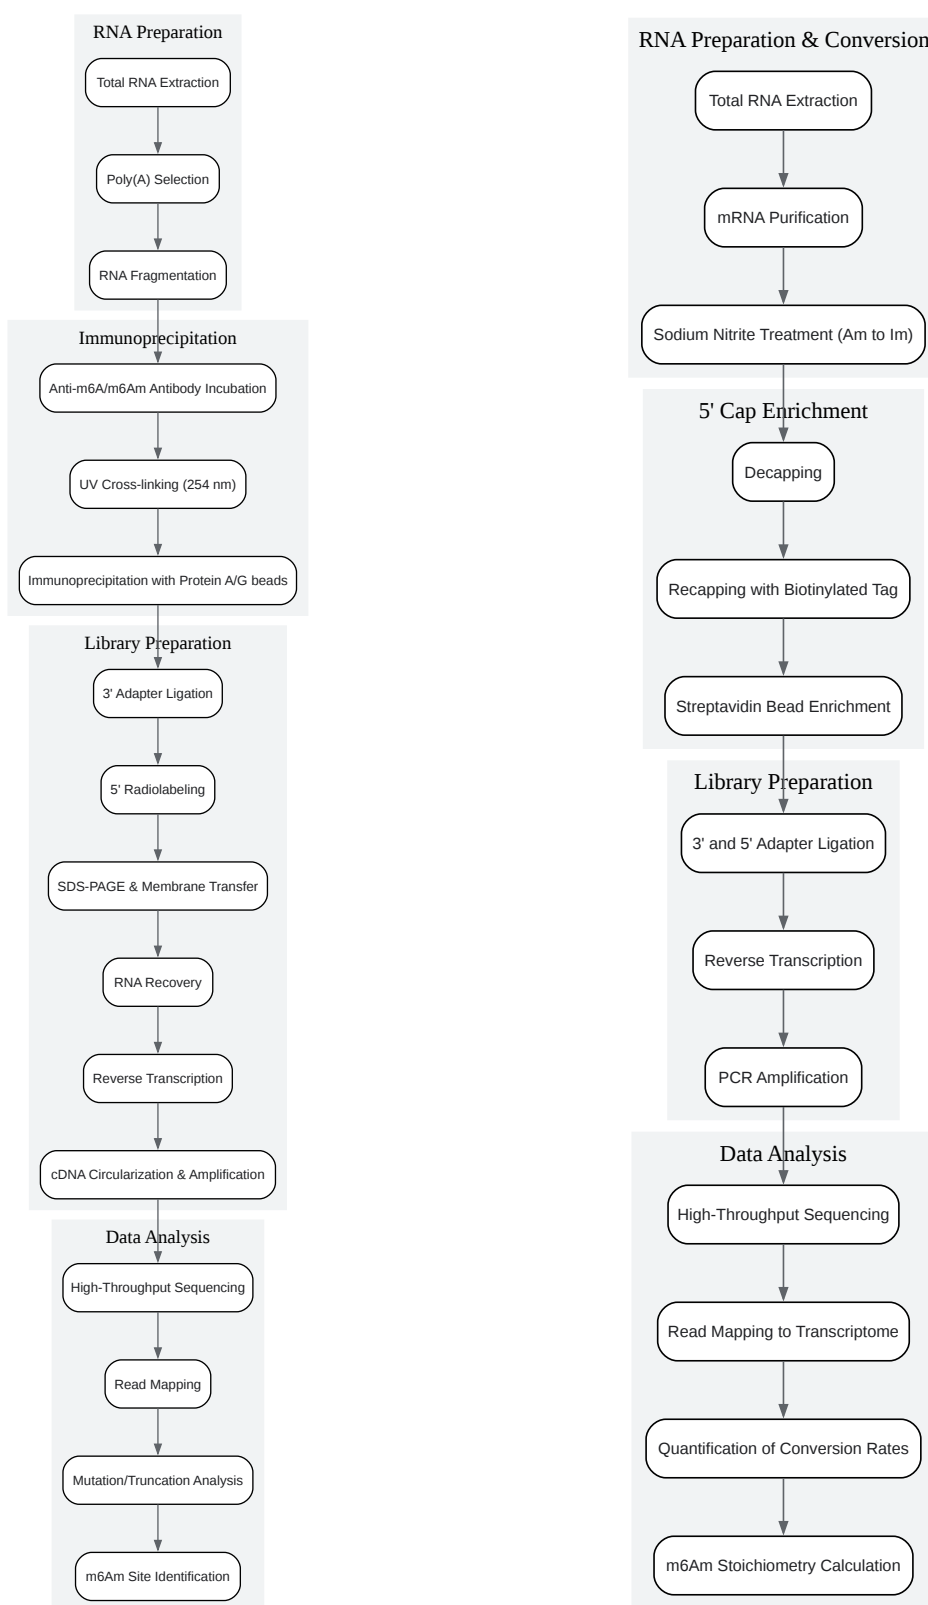 RNA Preparation
Total RNA Extraction
Poly(A) Selection
RNA Fragmentation
Immunoprecipitation
Anti-m6A/m6Am Antibody Incubation
UV Cross-linking (254 nm)
Immunoprecipitation with Protein A/G beads
Library Preparation
3' Adapter Ligation
5' Radiolabeling
SDS-PAGE & Membrane Transfer
RNA Recovery
Reverse Transcription
cDNA Circularization & Amplification
Data Analysis
High-Throughput Sequencing
Read Mapping
Mutation/Truncation Analysis
m6Am Site Identification
RNA Preparation & Conversion
Total RNA Extraction
mRNA Purification
Sodium Nitrite Treatment (Am to Im)
5' Cap Enrichment
Decapping
Recapping with Biotinylated Tag
Streptavidin Bead Enrichment
Library Preparation
3' and 5' Adapter Ligation
Reverse Transcription
PCR Amplification
Data Analysis
High-Throughput Sequencing
Read Mapping to Transcriptome
Quantification of Conversion Rates
m6Am Stoichiometry Calculation